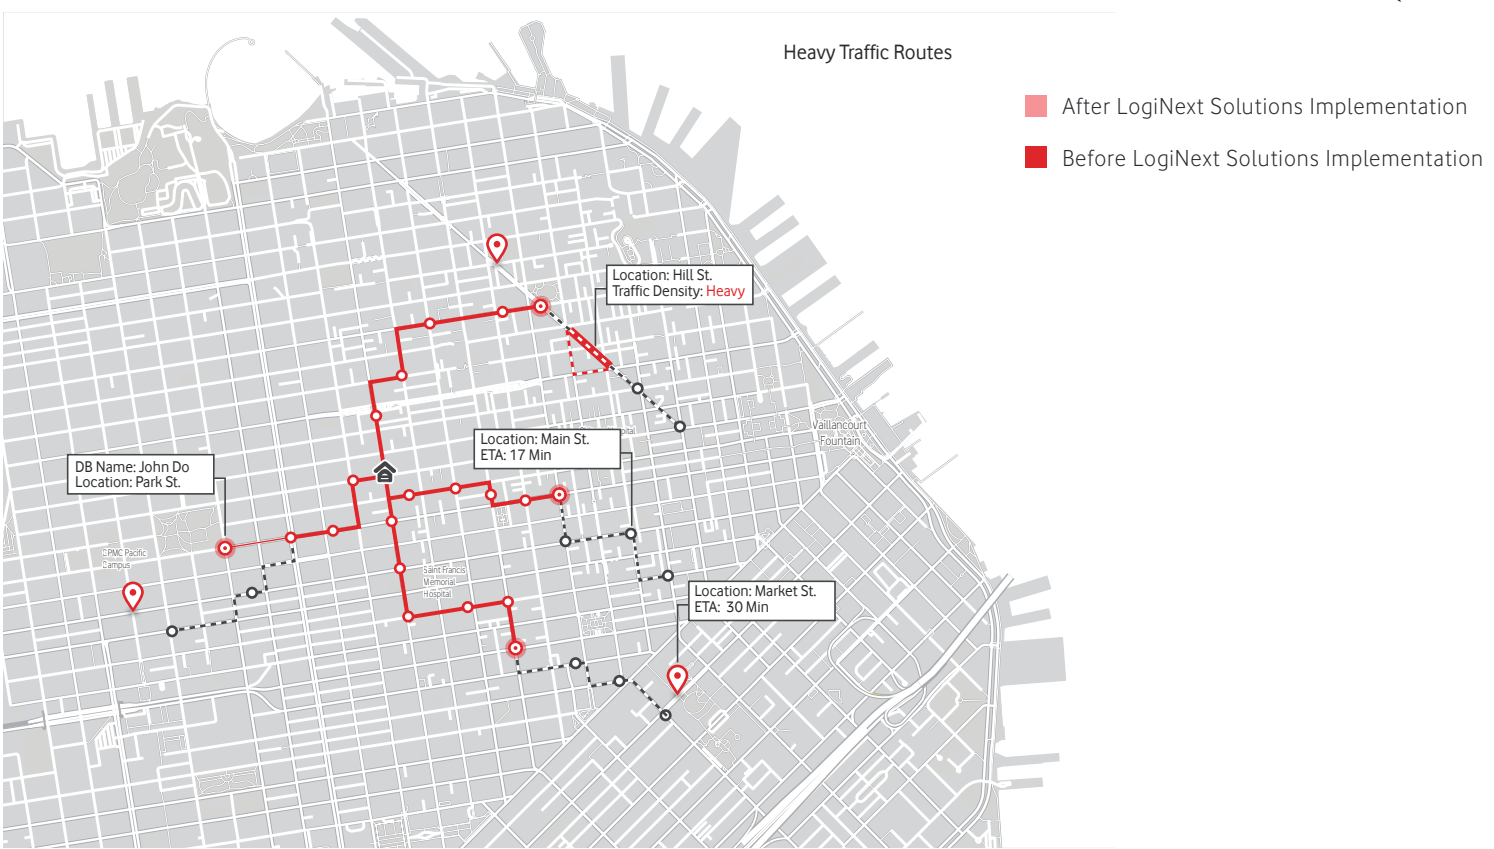 Heavy Traffic Routes
After LogiNext Solutions Implementation
Before LogiNext Solutions Implementation
Location: Hill St.
Traffic Density: Heavy
Location: Main St.
ETA: 17 Min
Vaillancourt
Fountain
DB Name: John Do
Location: Park St.
CPMC Pacific
Campus
Saint Francis
Memorial
Hospital
Location: Market St.
ETA: 30 Min